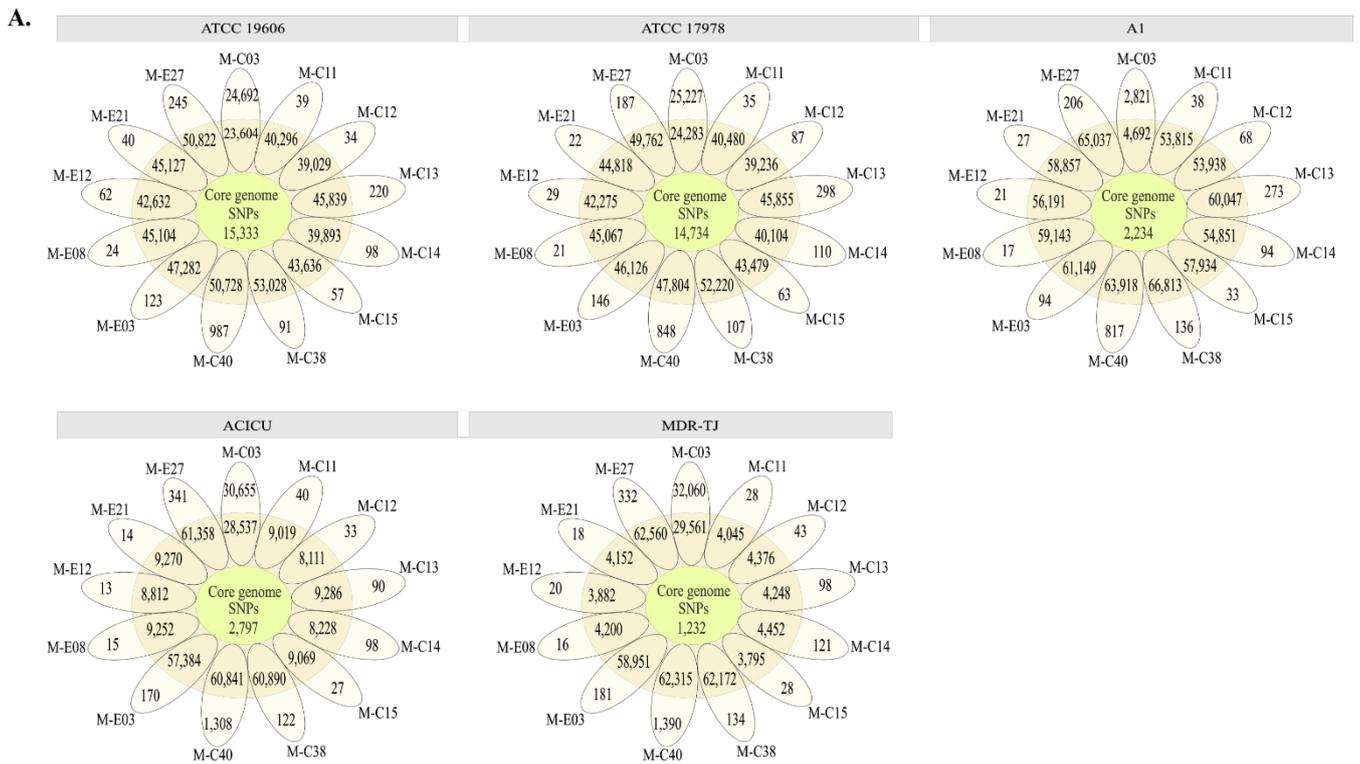 A.
ATCC 19606
M-C03
M-C11
M-C12
M-C13
M-C14
M-C15
M-C38
M-C40
M-E03
M-E08
M-E12
M-E21
M-E27
24,692
39
34
220
98
57
91
987
123
24
62
40
245
23,604
40,296
39,029
45,839
39,893
43,636
53,028
50,728
47,282
45,104
42,632
45,127
50,822
Core genome
SNPs
15,333
ATCC 17978
M-C03
M-C11
M-C12
M-C13
M-C14
M-C15
M-C38
M-C40
M-E03
M-E08
M-E12
M-E21
M-E27
25,227
35
87
298
110
63
107
848
146
21
29
22
187
24,283
40,480
39,236
45,855
40,104
43,479
52,220
47,804
46,126
45,067
42,275
44,818
49,762
Core genome
SNPs
14,734
A1
M-C03
M-C11
M-C12
M-C13
M-C14
M-C15
M-C38
M-C40
M-E03
M-E08
M-E12
M-E21
M-E27
2,821
38
68
273
94
33
136
817
94
17
21
27
206
4,692
53,815
53,938
60,047
54,851
57,934
66,813
63,918
61,149
59,143
56,191
58,857
65,037
Core genome
SNPs
2,234
ACICU
M-C03
M-C11
M-C12
M-C13
M-C14
M-C15
M-C38
M-C40
M-E03
M-E08
M-E12
M-E21
M-E27
30,655
40
33
90
98
27
122
1,308
170
15
13
14
341
28,537
9,019
8,111
9,286
8,228
9,069
60,890
60,841
57,384
9,252
8,812
9,270
61,358
Core genome
SNPs
2,797
MDR-TJ
M-C03
M-C11
M-C12
M-C13
M-C14
M-C15
M-C38
M-C40
M-E03
M-E08
M-E12
M-E21
M-E27
32,060
28
43
98
121
28
134
1,390
181
16
20
18
332
29,561
4,045
4,376
4,248
4,452
3,795
62,172
62,315
58,951
4,200
3,882
4,152
62,560
Core genome
SNPs
1,232